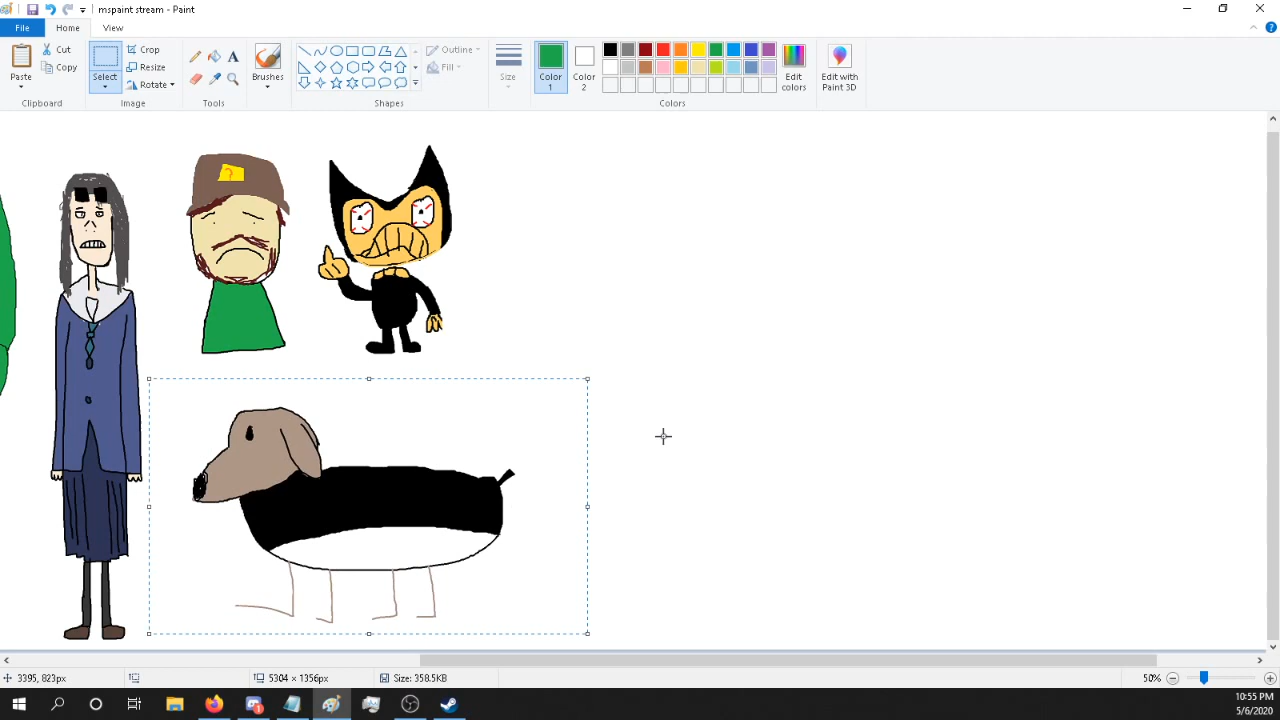 mspaint stream - Paint
File Home View
Paste
Cut
Copy
Clipboard
Select
Crop
Resize
Rotate
Image
A
Tools
Brushes
Outline
Fill
Shapes
Size
Color 1
Color 2
Edit colors
Colors
Edit with Paint 3D
?
3395, 823px
5304 × 1356px
Size: 358.5KB
50%
10:55 PM
5/6/2020